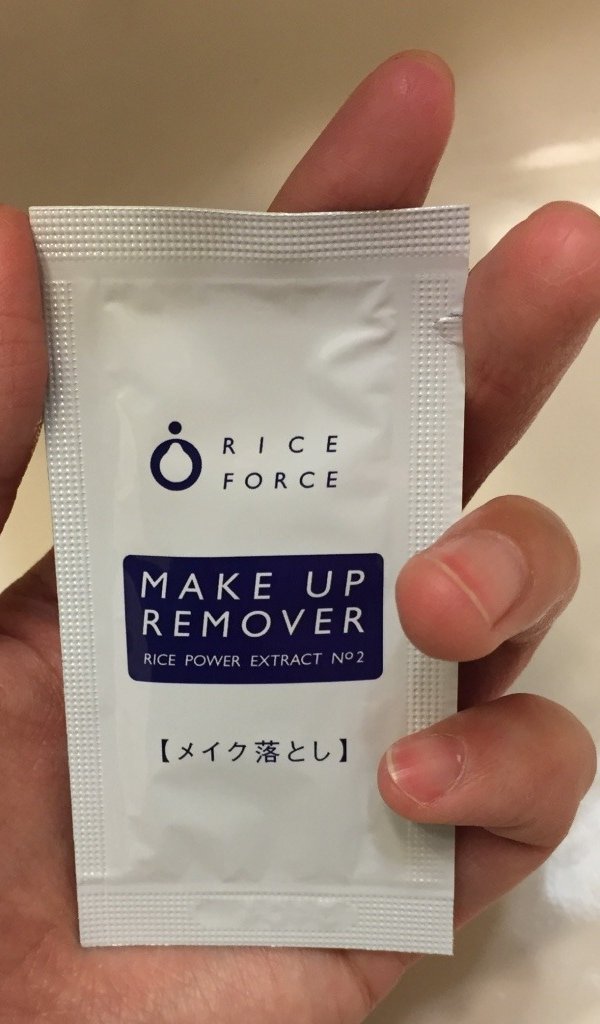 RICE
FORCE
MAKE UP
REMOVER
RICE POWER EXTRACT Nº2
【メイク落とし】